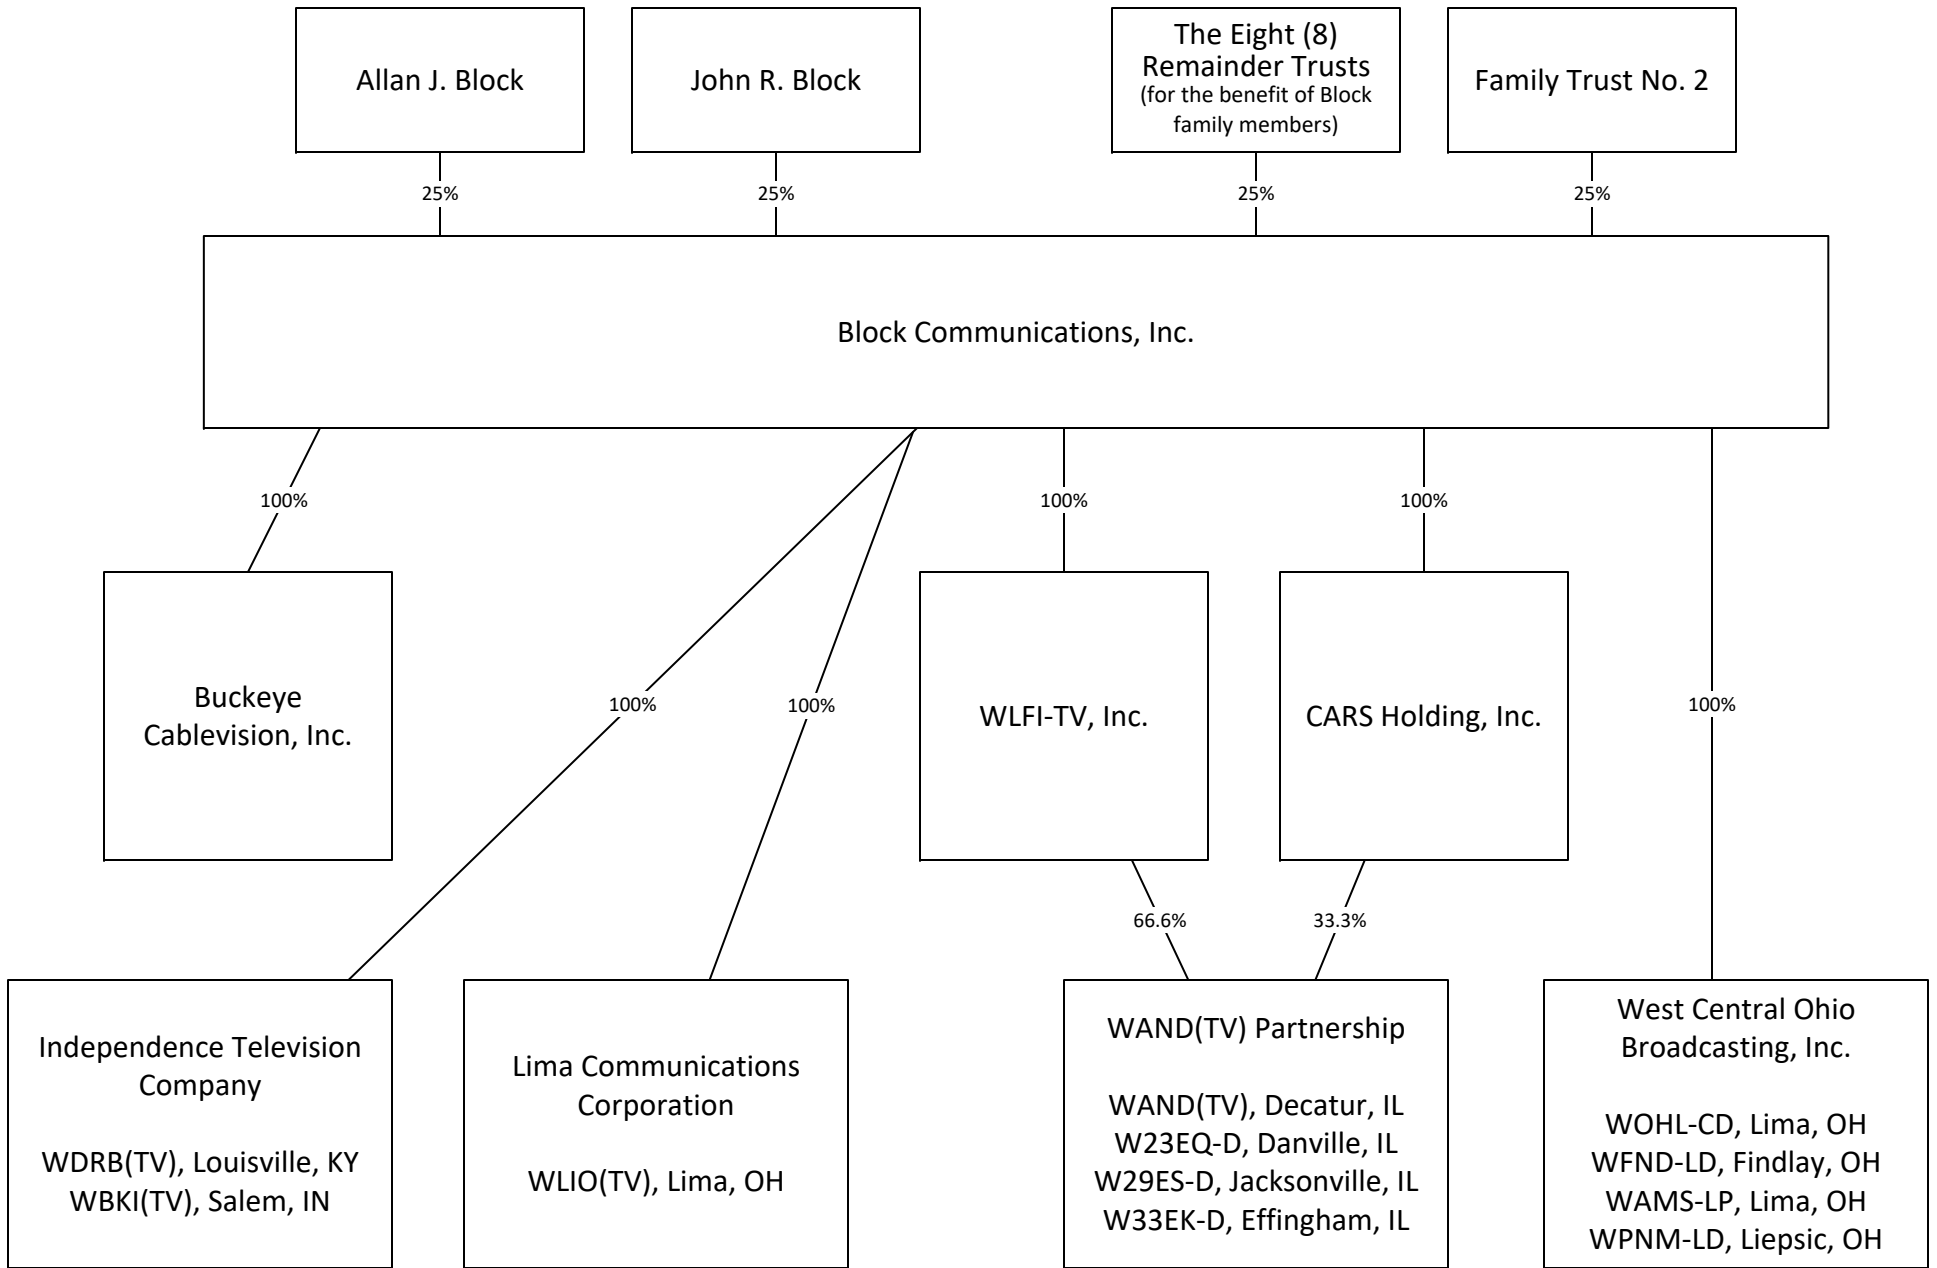 Allan J. Block
John R. Block
The Eight (8)
Remainder Trusts
(for the benefit of Block
family members)
Family Trust No. 2
25%
25%
25%
25%
Block Communications, Inc.
100%
100%
100%
Buckeye
Cablevision, Inc.
100%
100%
WLFI-TV, Inc.
CARS Holding, Inc.
100%
66.6%
33.3%
Independence Television
Company
WDRB(TV), Louisville, KY
WBKI(TV), Salem, IN
Lima Communications
Corporation
WLIO(TV), Lima, OH
WAND(TV) Partnership
WAND(TV), Decatur, IL
W23EQ-D, Danville, IL
W29ES-D, Jacksonville, IL
W33EK-D, Effingham, IL
West Central Ohio
Broadcasting, Inc.
WOHL-CD, Lima, OH
WFND-LD, Findlay, OH
WAMS-LP, Lima, OH
WPNM-LD, Liepsic, OH